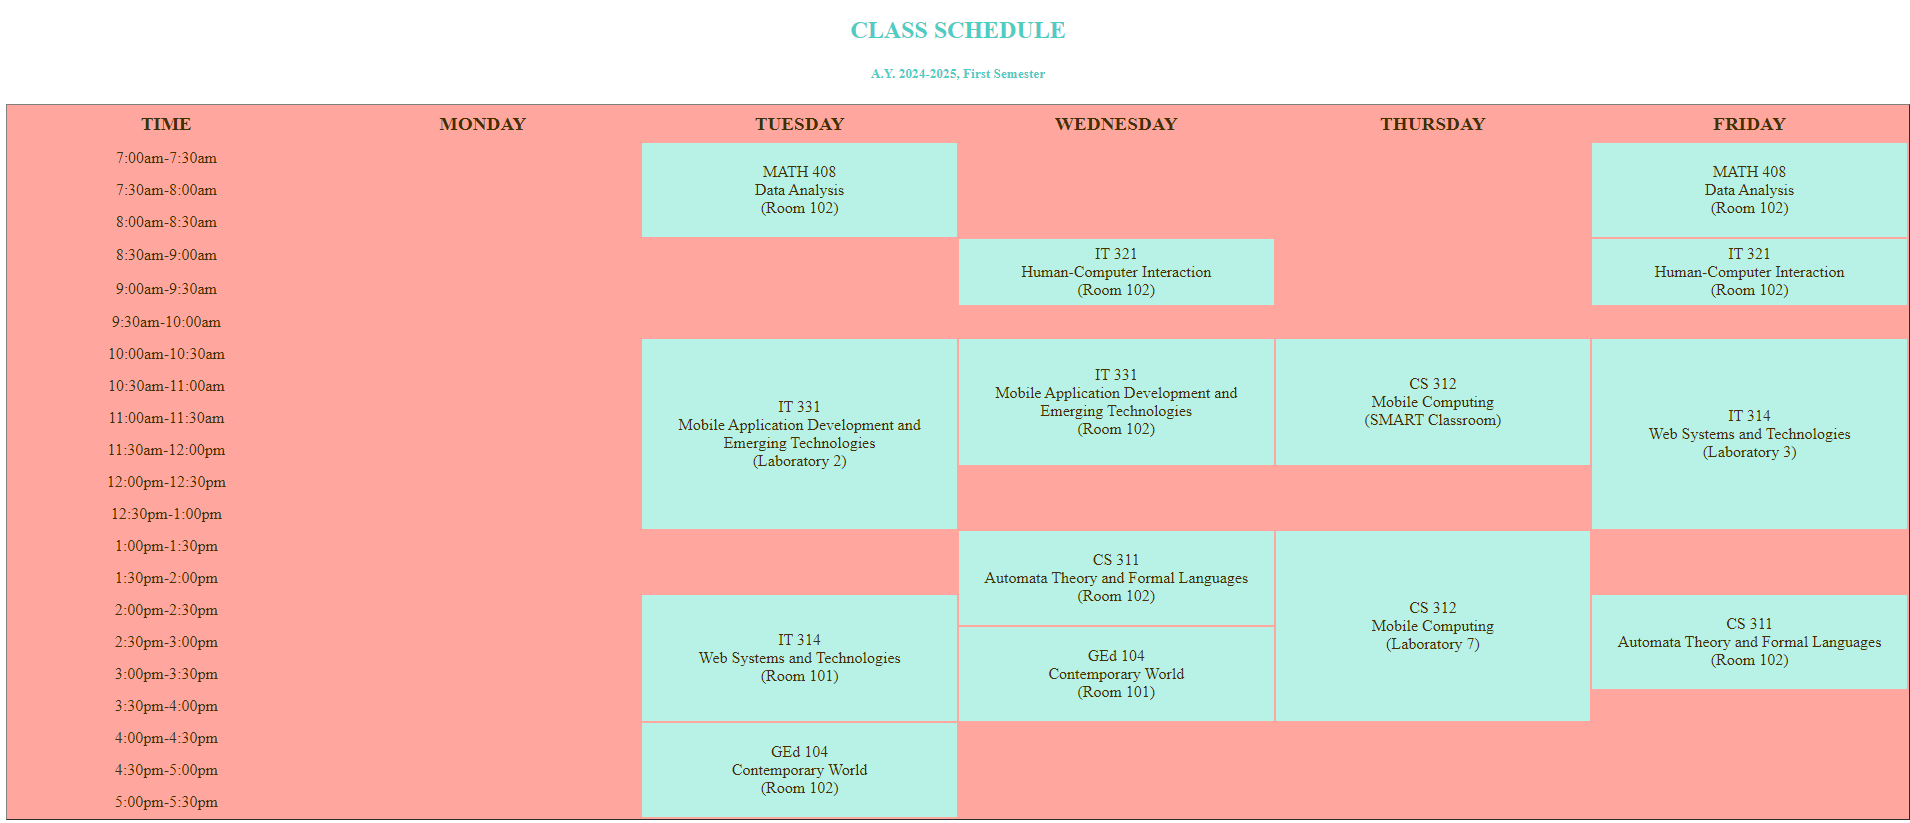 CLASS SCHEDULE
A.Y. 2024-2025, First Semester
TIME MONDAY TUESDAY WEDNESDAY THURSDAY FRIDAY
7:00am-7:30am
MATH 408
Data Analysis
(Room 102)
MATH 408
Data Analysis
(Room 102)
7:30am-8:00am
8:00am-8:30am
8:30am-9:00am
IT 321
Human-Computer Interaction
(Room 102)
IT 321
Human-Computer Interaction
(Room 102)
9:00am-9:30am
9:30am-10:00am
10:00am-10:30am
IT 331
Mobile Application Development and
Emerging Technologies
(Laboratory 2)
IT 331
Mobile Application Development and
Emerging Technologies
(Room 102)
CS 312
Mobile Computing
(SMART Classroom)
IT 314
Web Systems and Technologies
(Laboratory 3)
10:30am-11:00am
11:00am-11:30am
11:30am-12:00pm
12:00pm-12:30pm
12:30pm-1:00pm
1:00pm-1:30pm
CS 311
Automata Theory and Formal Languages
(Room 102)
CS 312
Mobile Computing
(Laboratory 7)
1:30pm-2:00pm
2:00pm-2:30pm
IT 314
Web Systems and Technologies
(Room 101)
CS 311
Automata Theory and Formal Languages
(Room 102)
2:30pm-3:00pm
GEd 104
Contemporary World
(Room 101)
3:00pm-3:30pm
3:30pm-4:00pm
4:00pm-4:30pm
GEd 104
Contemporary World
(Room 102)
4:30pm-5:00pm
5:00pm-5:30pm